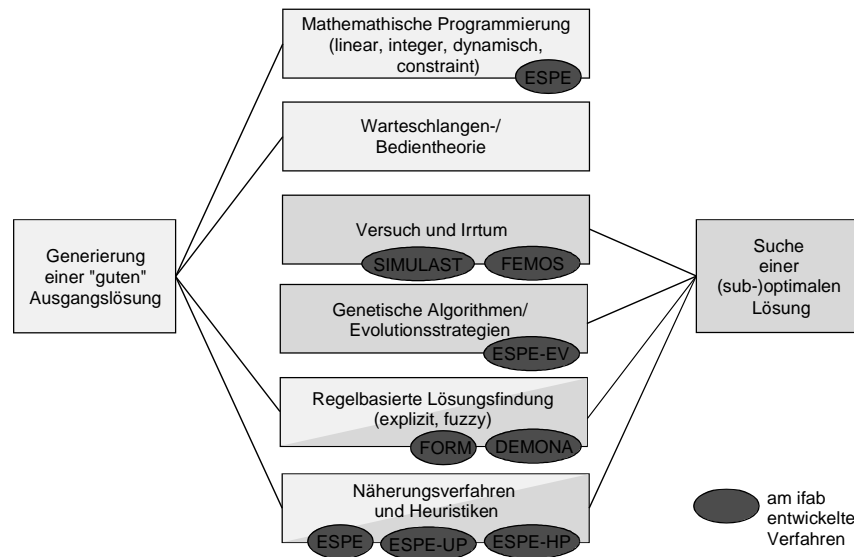 Mathemathische Programmierung
(linear, integer, dynamisch,
constraint)
ESPE
Warteschlangen-/
Bedientheorie
Versuch und Irrtum
SIMULAST FEMOS
Generierung
einer "guten"
Ausgangslösung
Suche
einer
(sub-)optimalen
Lösung
Genetische Algorithmen/
Evolutionsstrategien
ESPE-EV
Regelbasierte Lösungsfindung
(explizit, fuzzy)
FORM DEMONA
Näherungsverfahren
und Heuristiken
ESPE ESPE-UP ESPE-HP
am ifab
entwickelte
Verfahren